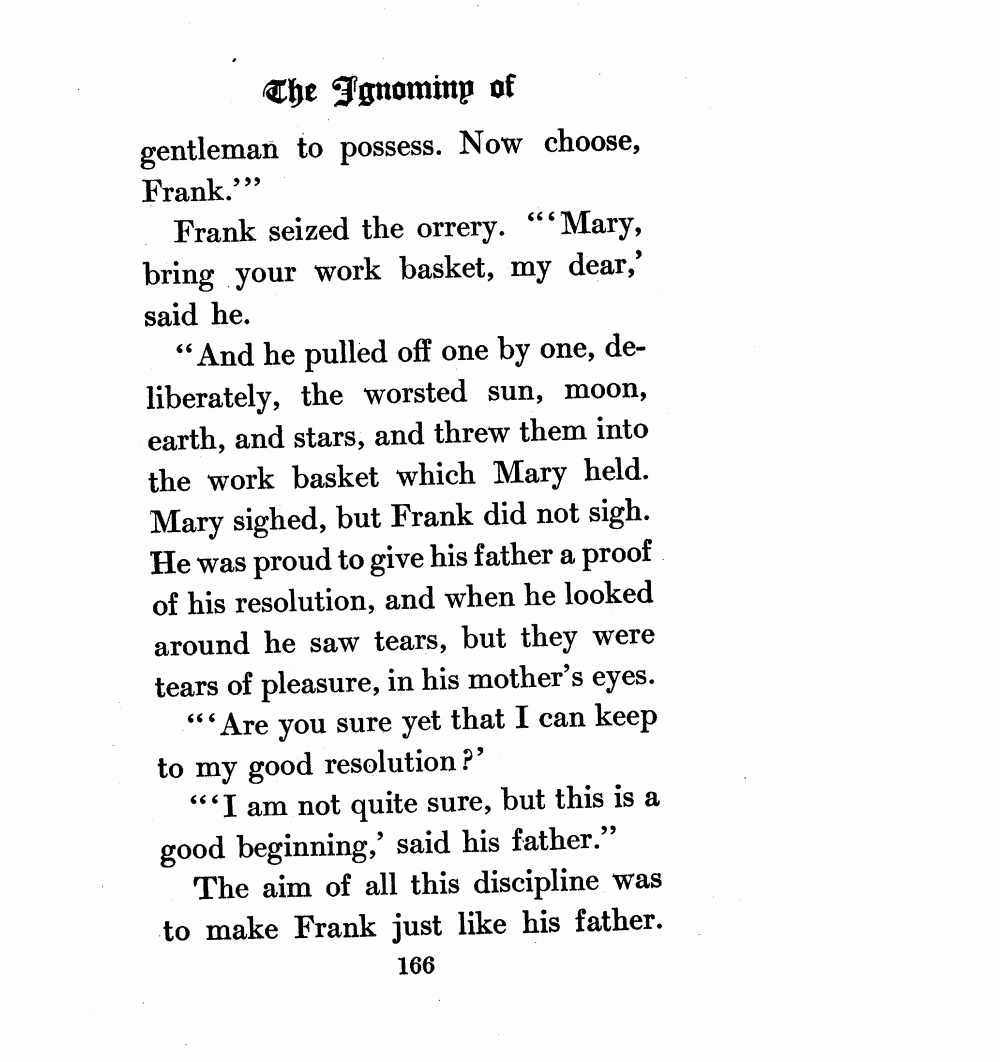 The Ignominy of
gentleman to possess. Now choose,
Frank.’”
Frank seized the orrery. “‘Mary,
bring your work basket, my dear,’
said he.
“And he pulled off one by one, de-
liberately, the worsted sun, moon,
earth, and stars, and threw them into
the work basket which Mary held.
Mary sighed, but Frank did not sigh.
He was proud to give his father a proof
of his resolution, and when he looked
around he saw tears, but they were
tears of pleasure, in his mother’s eyes.
“‘Are you sure yet that I can keep
to my good resolution?’
“‘I am not quite sure, but this is a
good beginning,’ said his father.”
The aim of all this discipline was
to make Frank just like his father.
166